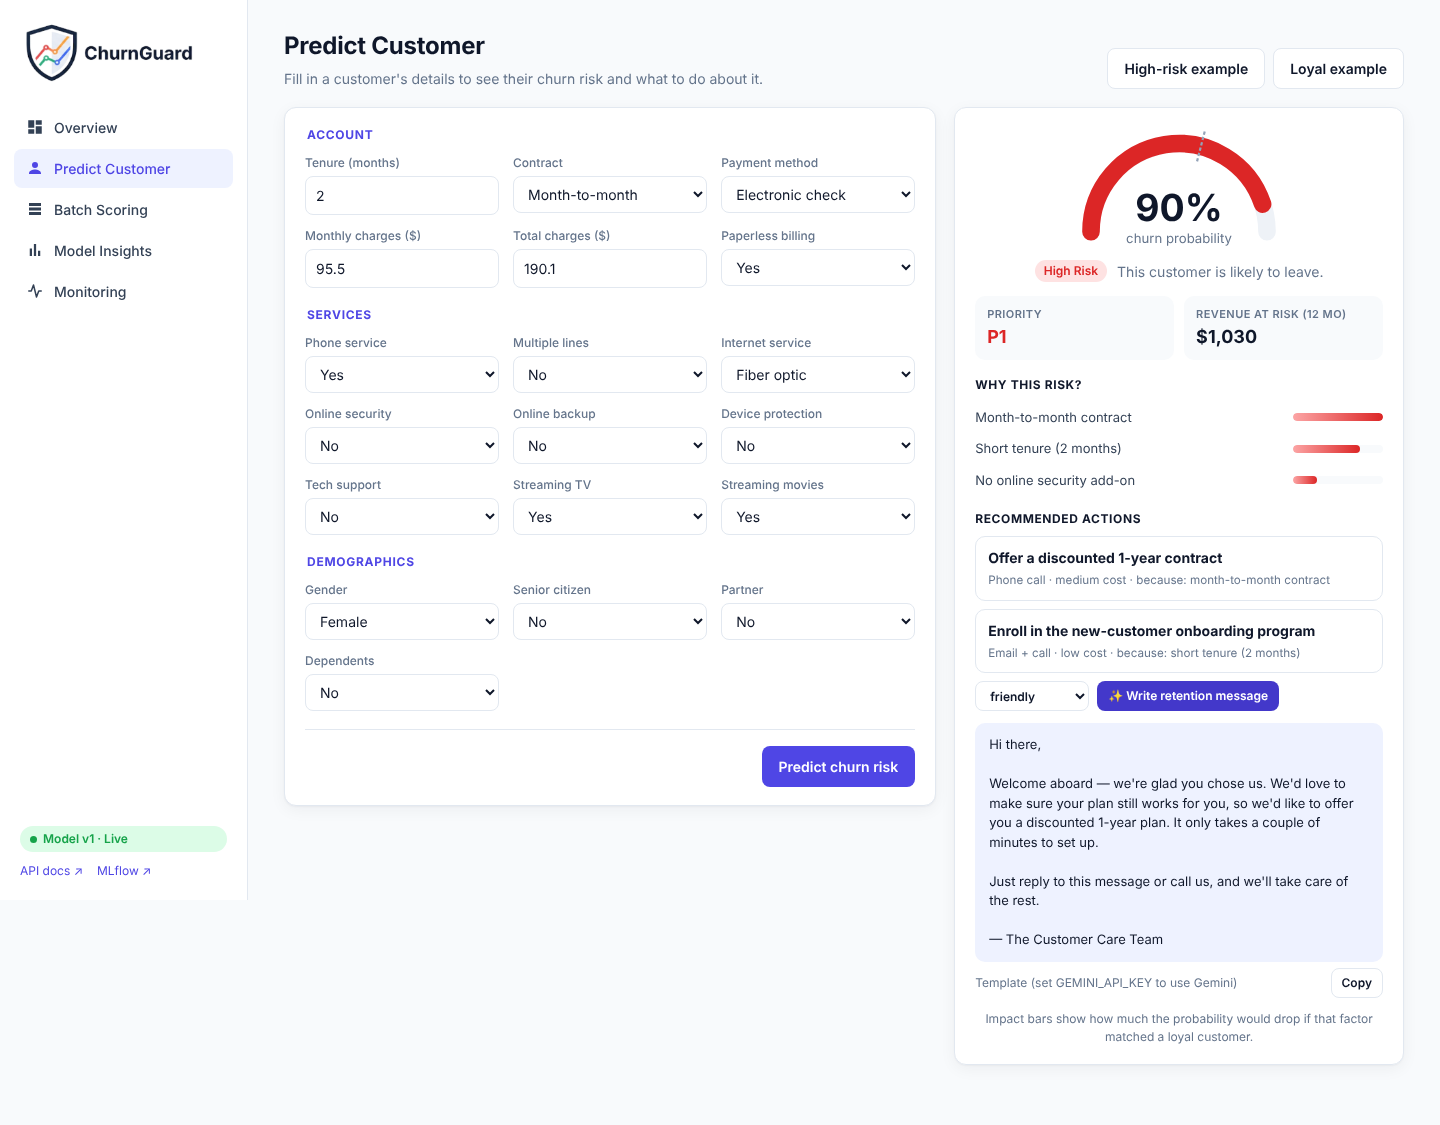 ChurnGuard
Overview
Predict Customer
Batch Scoring
Model Insights
Monitoring
Model v1 · Live
API docs ↗ MLflow ↗
Predict Customer
Fill in a customer's details to see their churn risk and what to do about it.
High-risk example
Loyal example
ACCOUNT
Tenure (months) Contract Payment method
2 Month-to-month Electronic check
Monthly charges ($) Total charges ($) Paperless billing
95.5 190.1 Yes
SERVICES
Phone service Multiple lines Internet service
Yes No Fiber optic
Online security Online backup Device protection
No No No
Tech support Streaming TV Streaming movies
No Yes Yes
DEMOGRAPHICS
Gender Senior citizen Partner
Female No No
Dependents
No
Predict churn risk
90%
churn probability
High Risk This customer is likely to leave.
PRIORITY REVENUE AT RISK (12 MO)
P1 $1,030
WHY THIS RISK?
Month-to-month contract
Short tenure (2 months)
No online security add-on
RECOMMENDED ACTIONS
Offer a discounted 1-year contract
Phone call · medium cost · because: month-to-month contract
Enroll in the new-customer onboarding program
Email + call · low cost · because: short tenure (2 months)
friendly ✨ Write retention message
Hi there,
Welcome aboard — we're glad you chose us. We'd love to
make sure your plan still works for you, so we'd like to offer
you a discounted 1-year plan. It only takes a couple of
minutes to set up.
Just reply to this message or call us, and we'll take care of
the rest.
— The Customer Care Team
Template (set GEMINI_API_KEY to use Gemini) Copy
Impact bars show how much the probability would drop if that factor
matched a loyal customer.